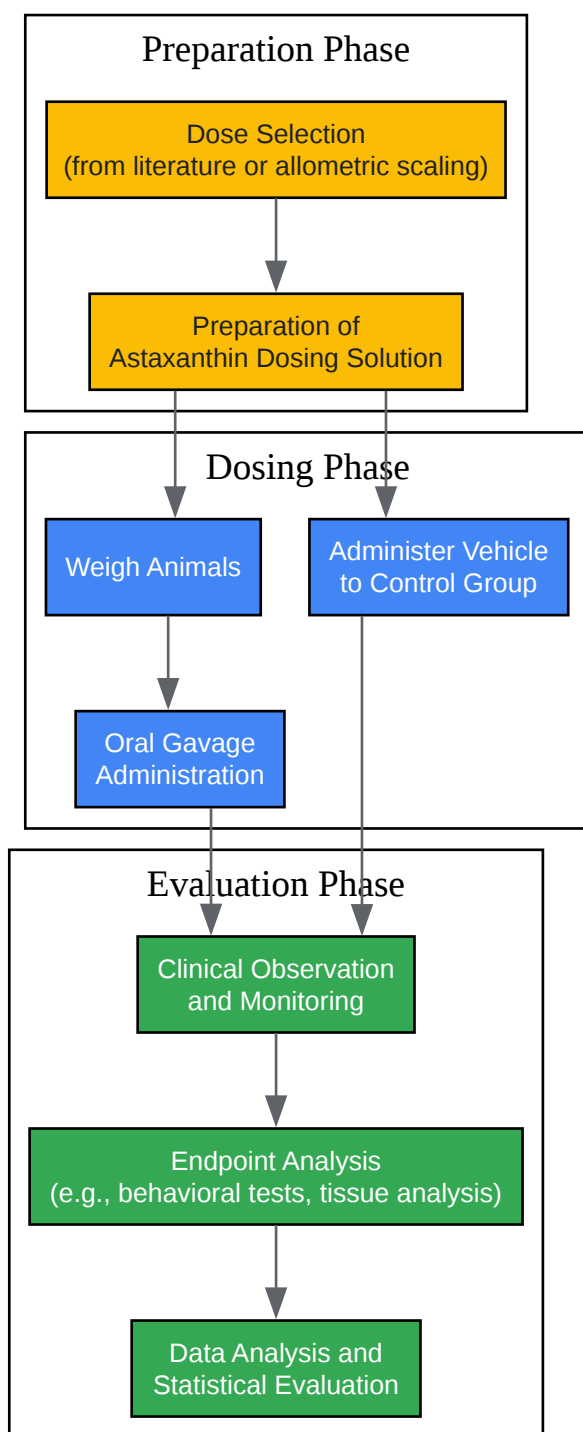 Preparation Phase
Dose Selection
(from literature or allometric scaling)
Preparation of
Astaxanthin Dosing Solution
Dosing Phase
Weigh Animals
Administer Vehicle
to Control Group
Oral Gavage
Administration
Evaluation Phase
Clinical Observation
and Monitoring
Endpoint Analysis
(e.g., behavioral tests, tissue analysis)
Data Analysis and
Statistical Evaluation